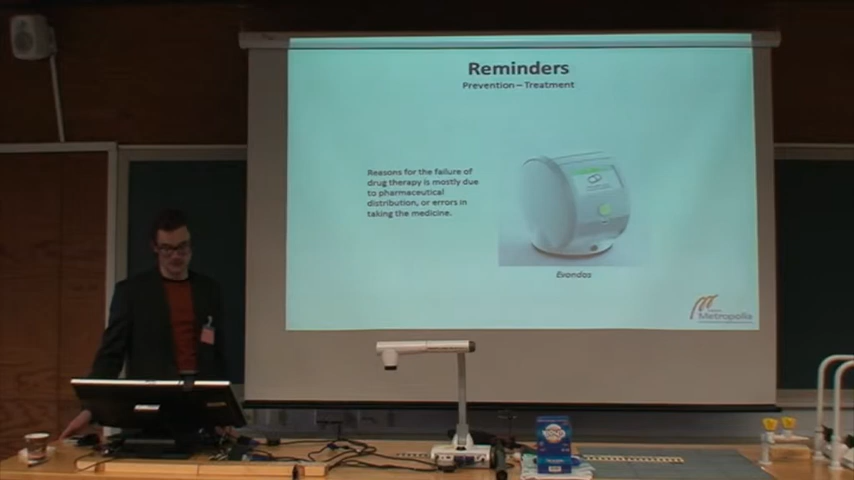 Reminders
Prevention – Treatment
Reasons for the failure of
drug therapy is mostly due
to pharmaceutical
distribution, or errors in
taking the medicine.
Evondos
Metropolia